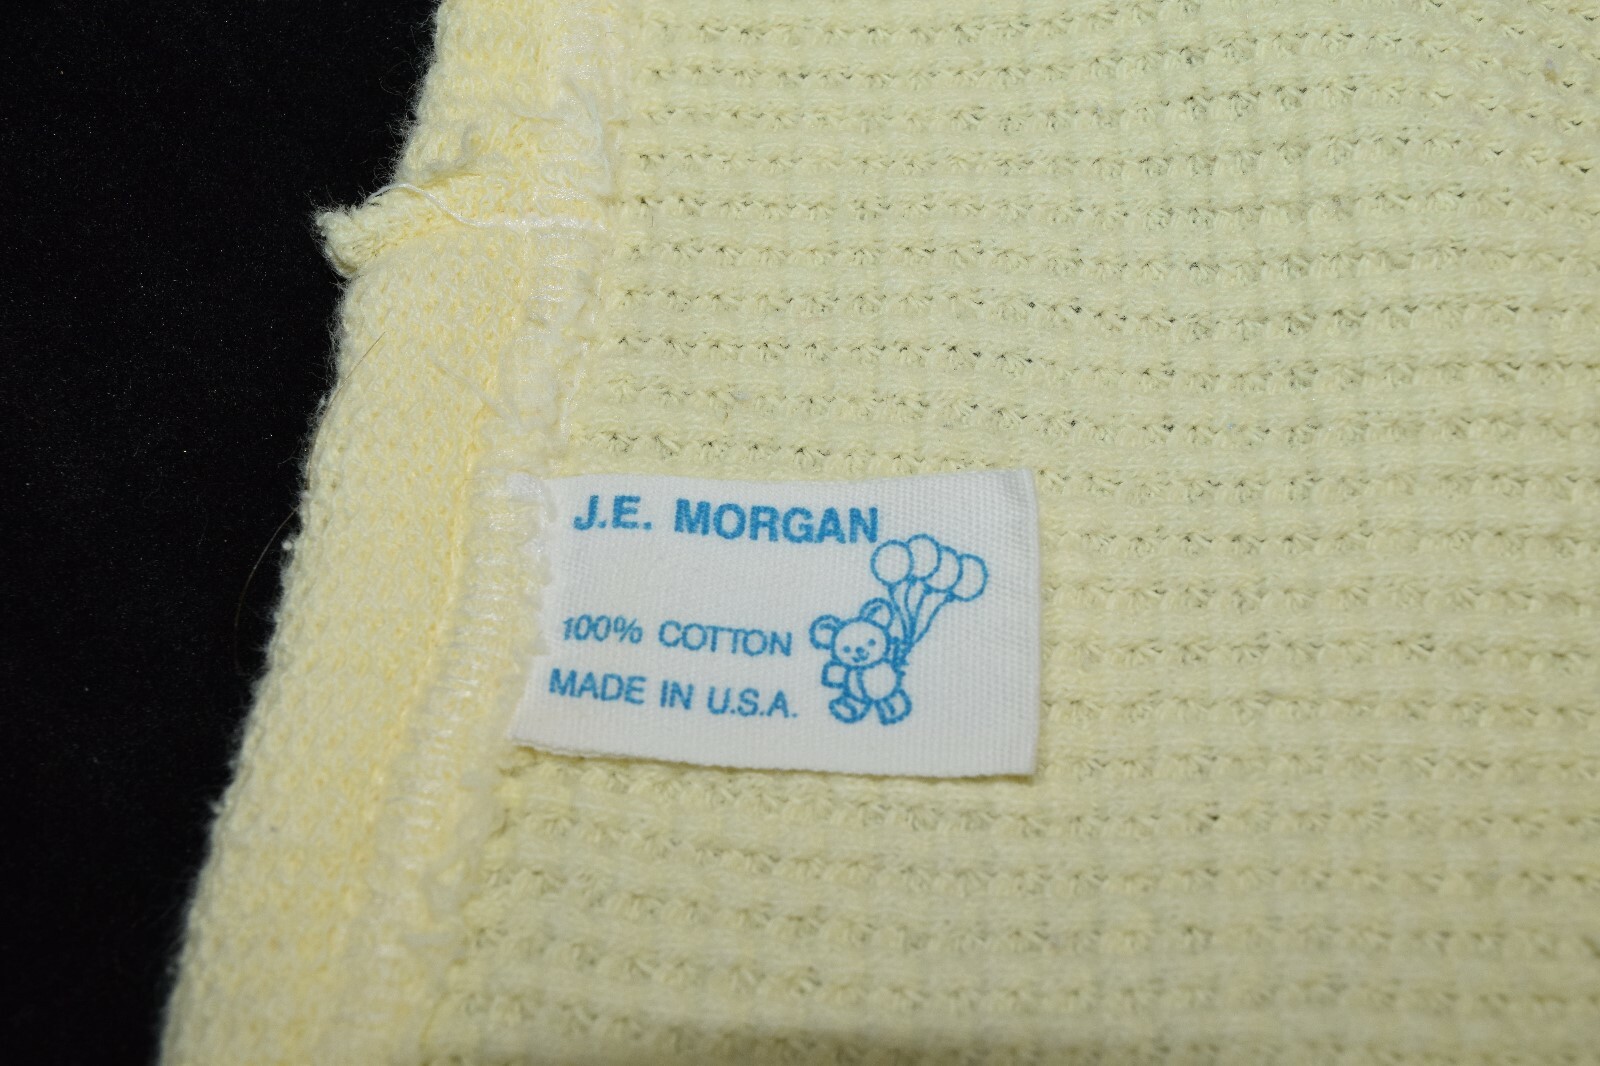 J.E. MORGAN
100% COTTON
MADE IN U.S.A.